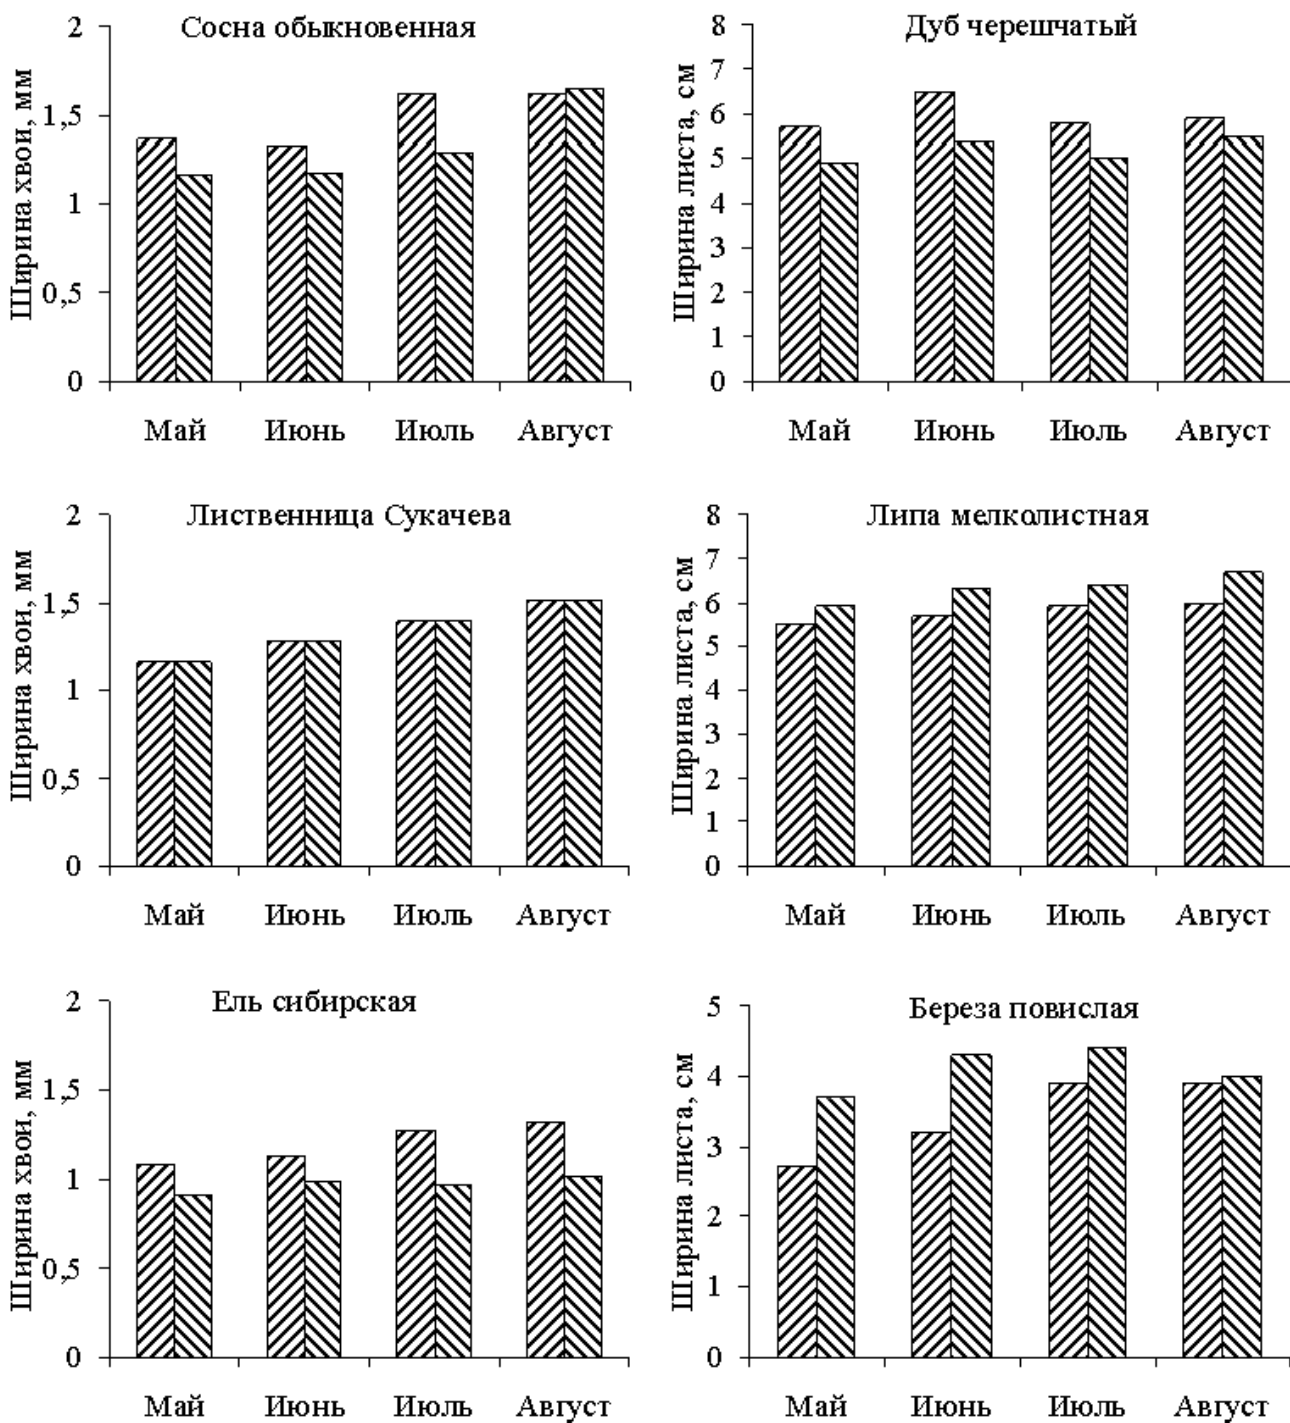 Сосна обыкновенная
Ширина хвои, мм
2
1,5
1
0,5
0
Май Июнь Июль Август
Дуб черешчатый
Ширина листа, см
8
7
6
5
4
3
2
1
0
Май Июнь Июль Август
Лиственница Сукачева
Ширина хвои, мм
2
1,5
1
0,5
0
Май Июнь Июль Август
Липа мелколистная
Ширина листа, см
8
7
6
5
4
3
2
1
0
Май Июнь Июль Август
Ель сибирская
Ширина хвои, мм
2
1,5
1
0,5
0
Май Июнь Июль Август
Береза повислая
Ширина листа, см
5
4
3
2
1
0
Май Июнь Июль Август